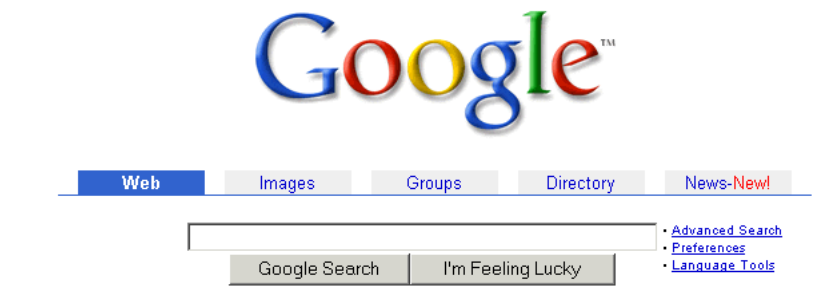 Google™
Web Images Groups Directory News-New!
• Advanced Search
• Preferences
Google Search I'm Feeling Lucky • Language Tools